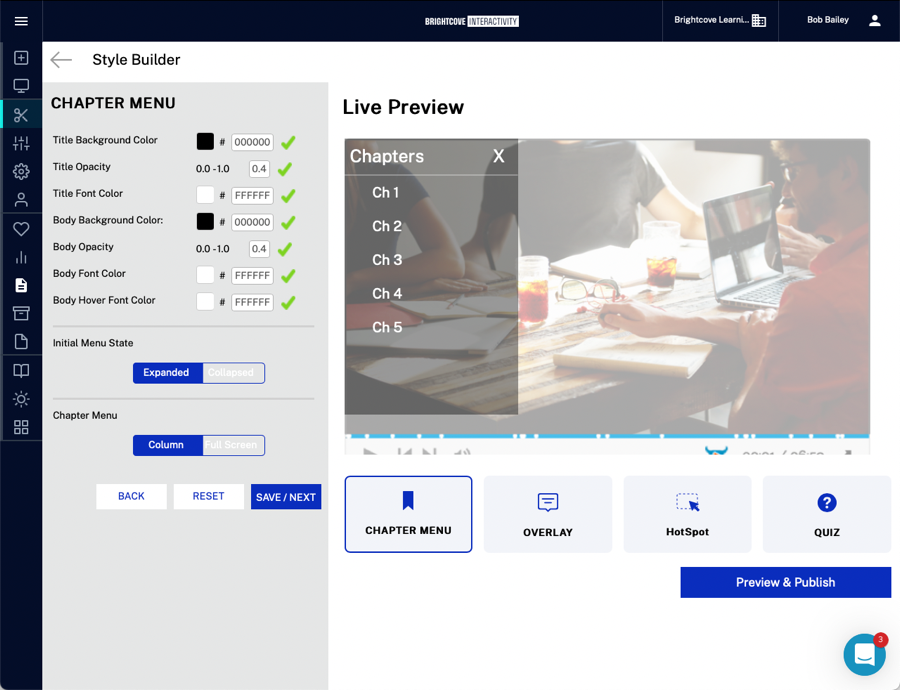 BRIGHTCOVE INTERACTIVITY
Brightcove Learni...
Bob Bailey
Style Builder
CHAPTER MENU
Title Background Color # 000000
Title Opacity 0.0 - 1.0 0.4
Title Font Color # FFFFFF
Body Background Color: # 000000
Body Opacity 0.0 - 1.0 0.4
Body Font Color # FFFFFF
Body Hover Font Color # FFFFFF
Initial Menu State
Expanded Collapsed
Chapter Menu
Column Full Screen
BACK RESET SAVE / NEXT
Live Preview
Chapters X
Ch 1
Ch 2
Ch 3
Ch 4
Ch 5
CHAPTER MENU
OVERLAY
HotSpot
? QUIZ
Preview & Publish
3